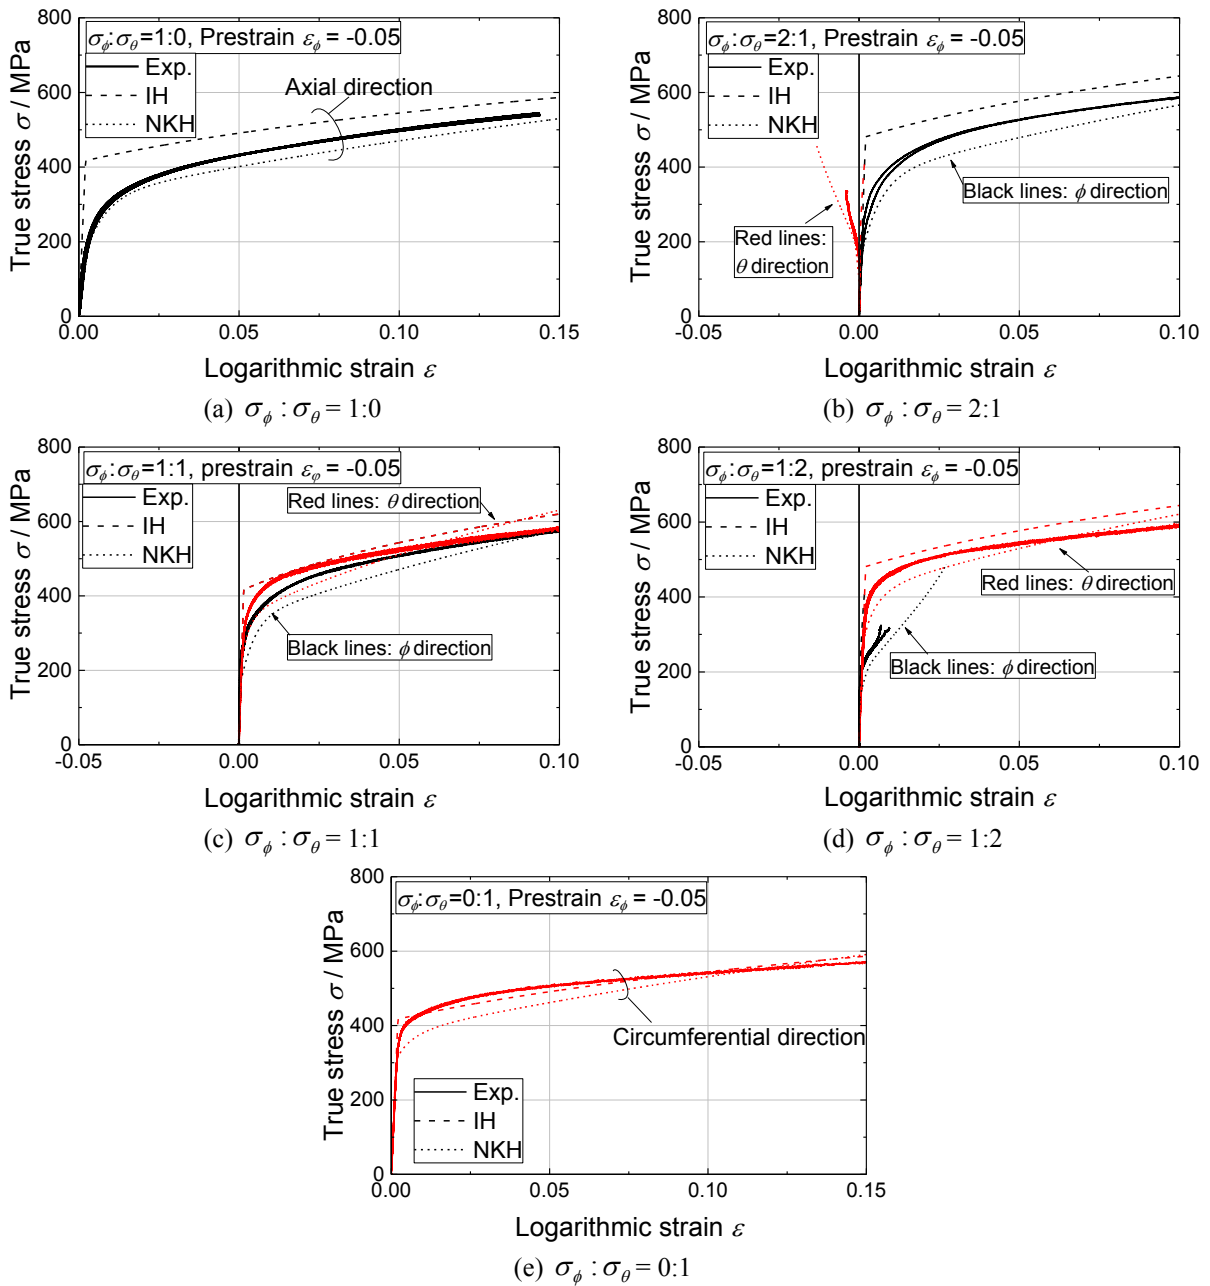 σϕ:σθ=1:0, Prestrain εϕ = -0.05
Exp.
IH
NKH
Axial direction
800
600
400
200
0
0.00 0.05 0.10 0.15
True stress σ / MPa
Logarithmic strain ε
(a) σϕ : σθ = 1:0
σϕ:σθ=2:1, Prestrain εϕ = -0.05
Exp.
IH
NKH
Black lines: ϕ direction
Red lines:
θ direction
800
600
400
200
0
-0.05 0.00 0.05 0.10
True stress σ / MPa
Logarithmic strain ε
(b) σϕ : σθ = 2:1
σϕ:σθ=1:1, prestrain εφ = -0.05
Exp.
IH
NKH
Red lines: θ direction
Black lines: ϕ direction
800
600
400
200
0
-0.05 0.00 0.05 0.10
True stress σ / MPa
Logarithmic strain ε
(c) σϕ : σθ = 1:1
σϕ:σθ=1:2, prestrain εϕ = -0.05
Exp.
IH
NKH
Red lines: θ direction
Black lines: ϕ direction
800
600
400
200
0
-0.05 0.00 0.05 0.10
True stress σ / MPa
Logarithmic strain ε
(d) σϕ : σθ = 1:2
σϕ:σθ=0:1, Prestrain εϕ = -0.05
Circumferential direction
Exp.
IH
NKH
800
600
400
200
0
0.00 0.05 0.10 0.15
True stress σ / MPa
Logarithmic strain ε
(e) σϕ : σθ = 0:1